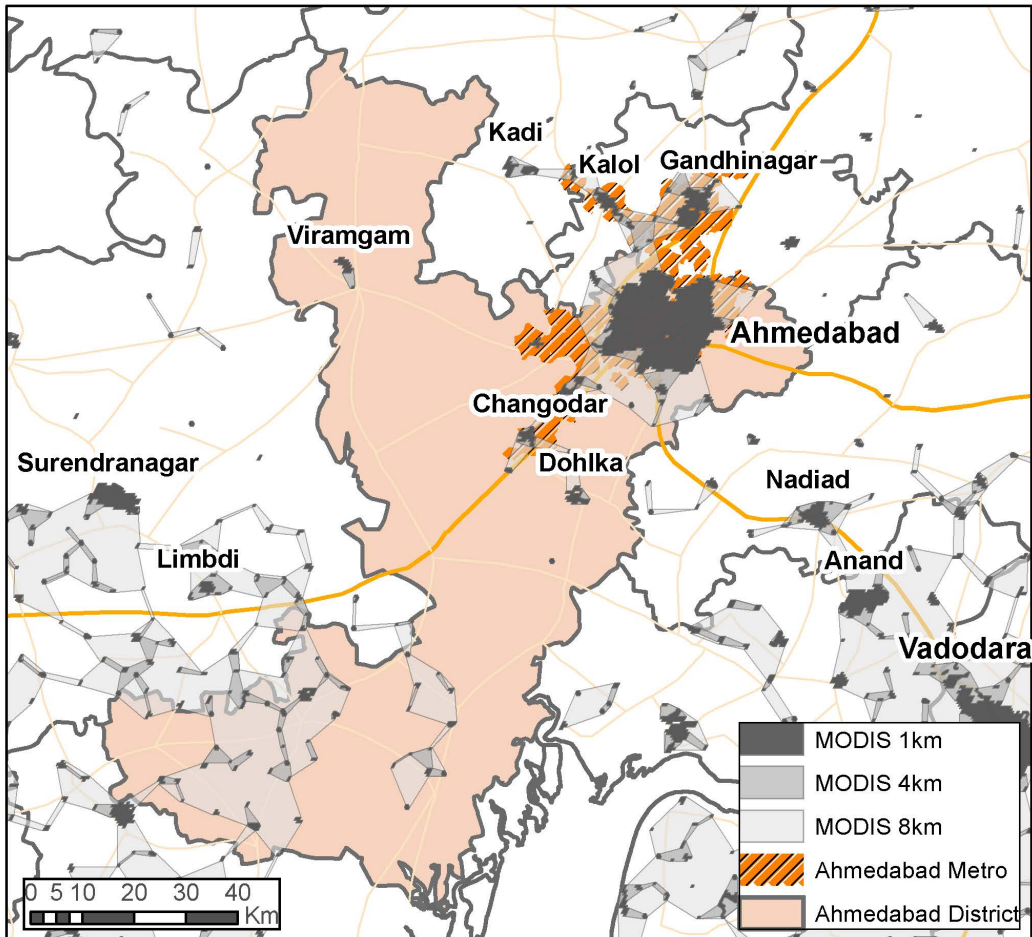 Kadi
Kalol
Gandhinagar
Viramgam
Ahmedabad
Changodar
Surendranagar
Dohlka
Nadiad
Limbdi
Anand
Vadodara
MODIS 1km
MODIS 4km
MODIS 8km
Ahmedabad Metro
Ahmedabad District
0 5 10 20 30 40
Km